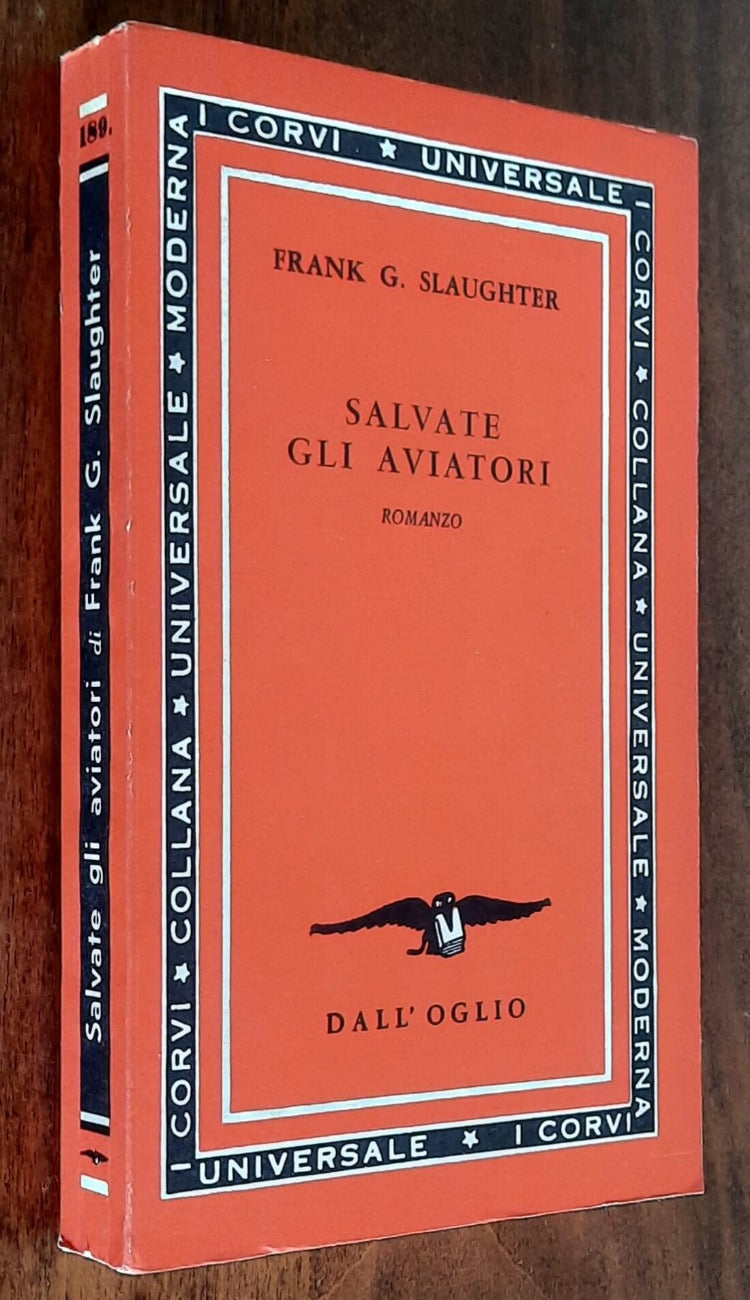 189.
Salvate gli aviatori di Frank G. Slaughter
I CORVI ★ UNIVERSALE
I CORVI ★ COLLANA ★ UNIVERSALE ★ MODERNA
I CORVI ★ COLLANA ★ UNIVERSALE ★ MODERNA
FRANK G. SLAUGHTER
SALVATE
GLI AVIATORI
ROMANZO
DALL'OGLIO
UNIVERSALE ★ I CORVI